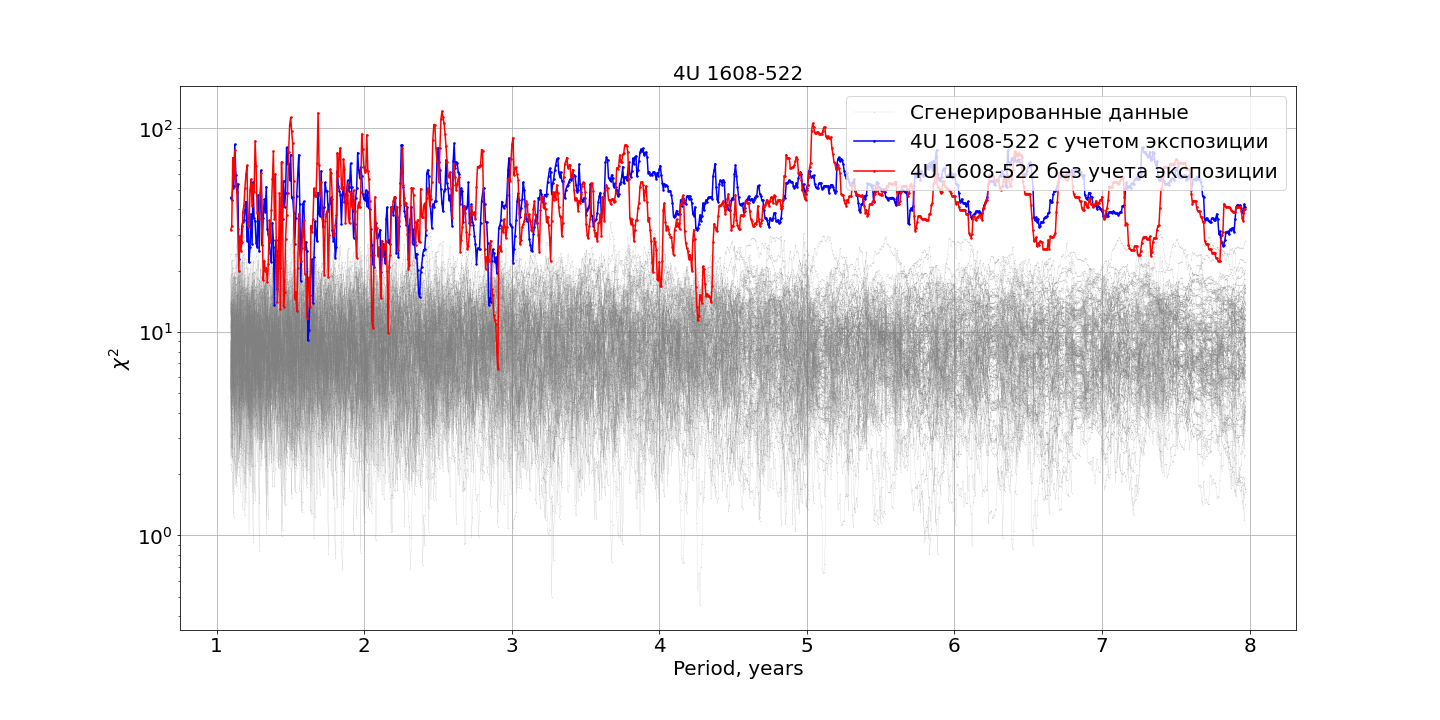 4U 1608-522
Сгенерированные данные
4U 1608-522 с учетом экспозиции
4U 1608-522 без учета экспозиции
10²
10¹
10⁰
χ²
1 2 3 4 5 6 7 8
Period, years